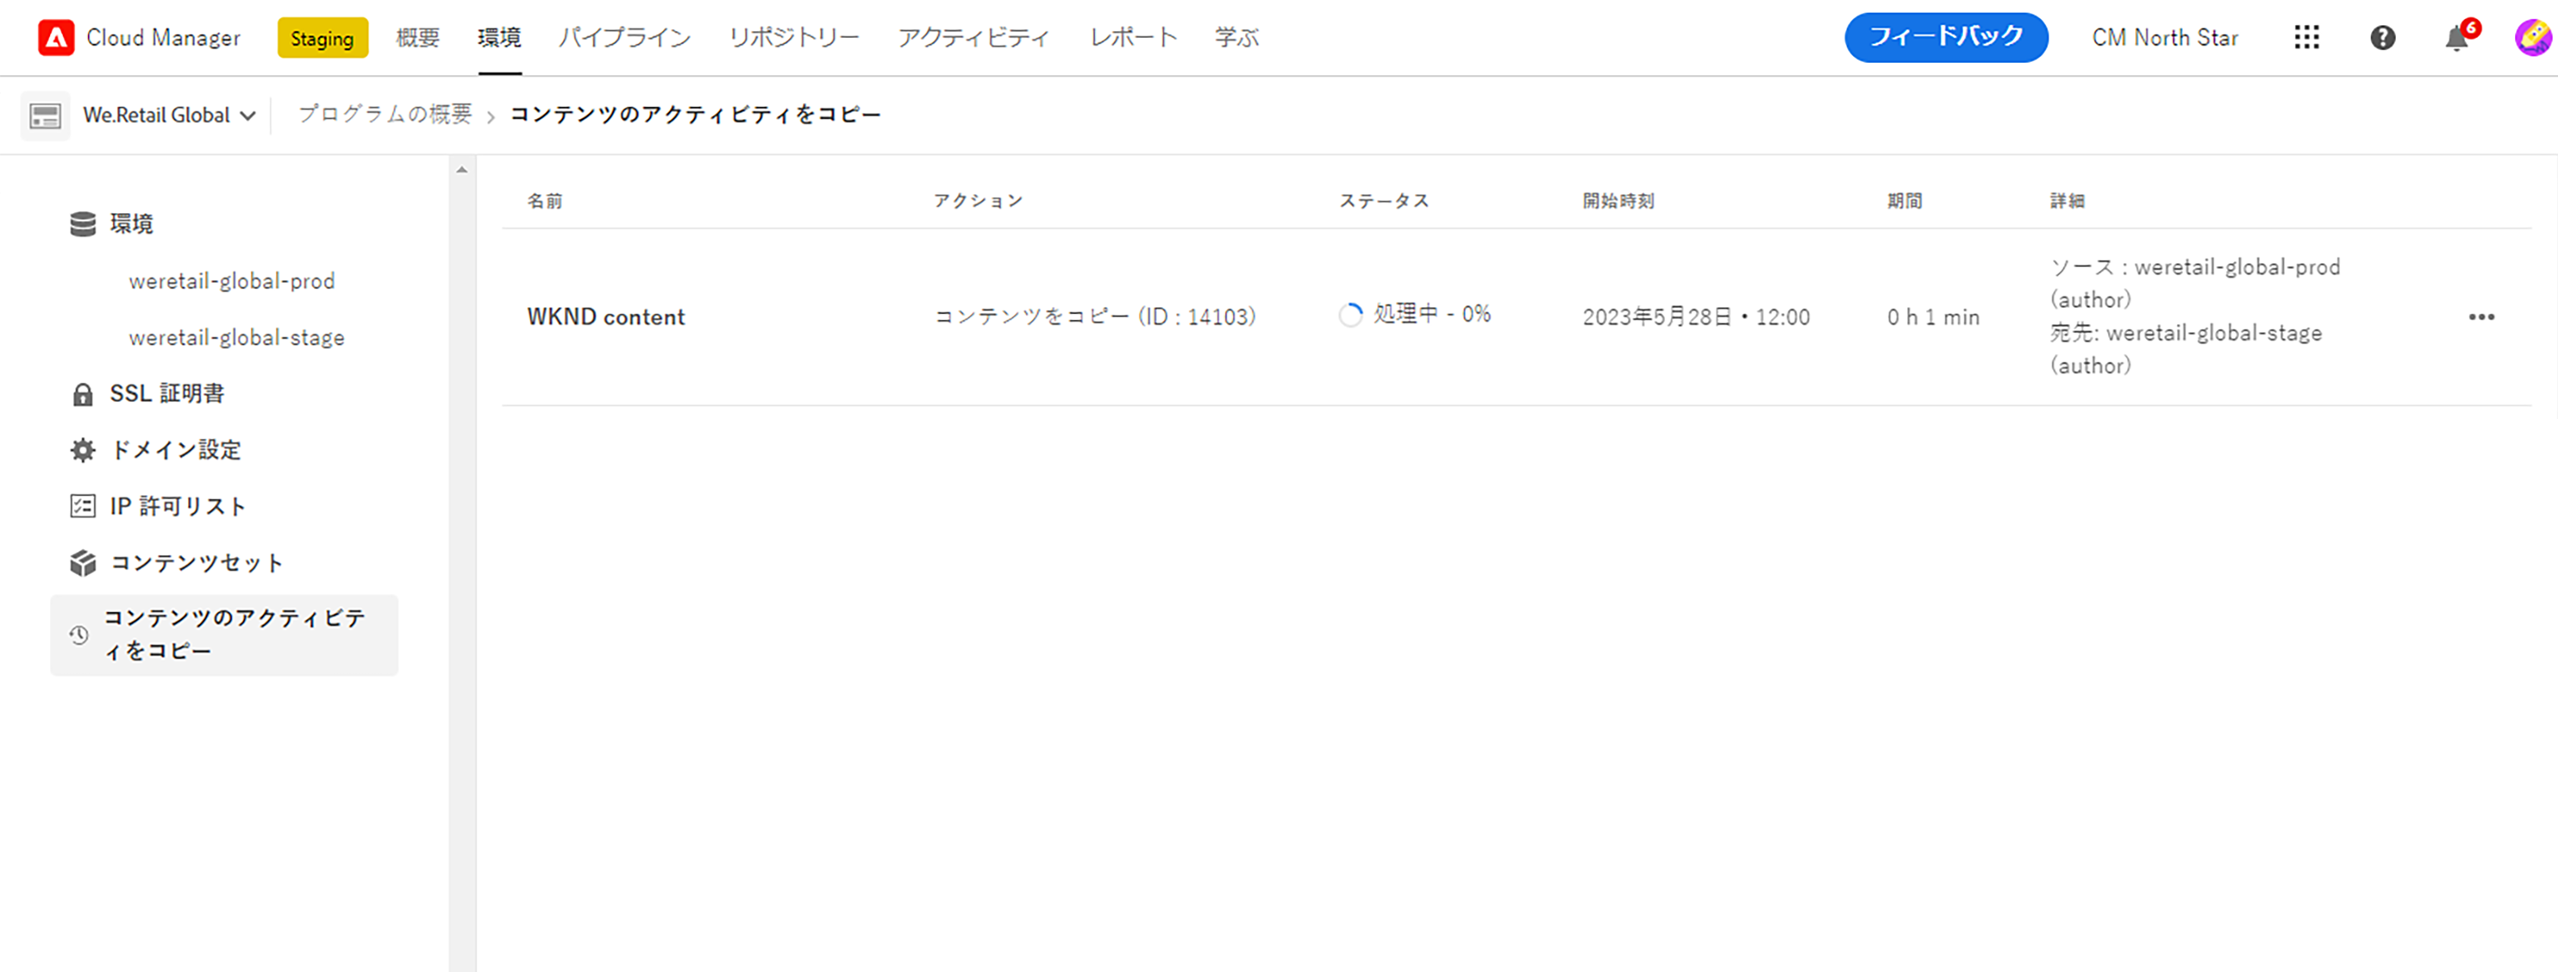 Cloud Manager Staging 概要 環境 パイプライン リポジトリー アクティビティ レポート 学ぶ フィードバック CM North Star 6
We.Retail Global プログラムの概要 › コンテンツのアクティビティをコピー
環境
weretail-global-prod
weretail-global-stage
SSL 証明書
ドメイン設定
IP 許可リスト
コンテンツセット
コンテンツのアクティビテ
ィをコピー
名前 アクション ステータス 開始時刻 期間 詳細
WKND content コンテンツをコピー (ID : 14103) 処理中 - 0% 2023年5月28日・12:00 0 h 1 min
ソース : weretail-global-prod
(author)
宛先: weretail-global-stage
(author)